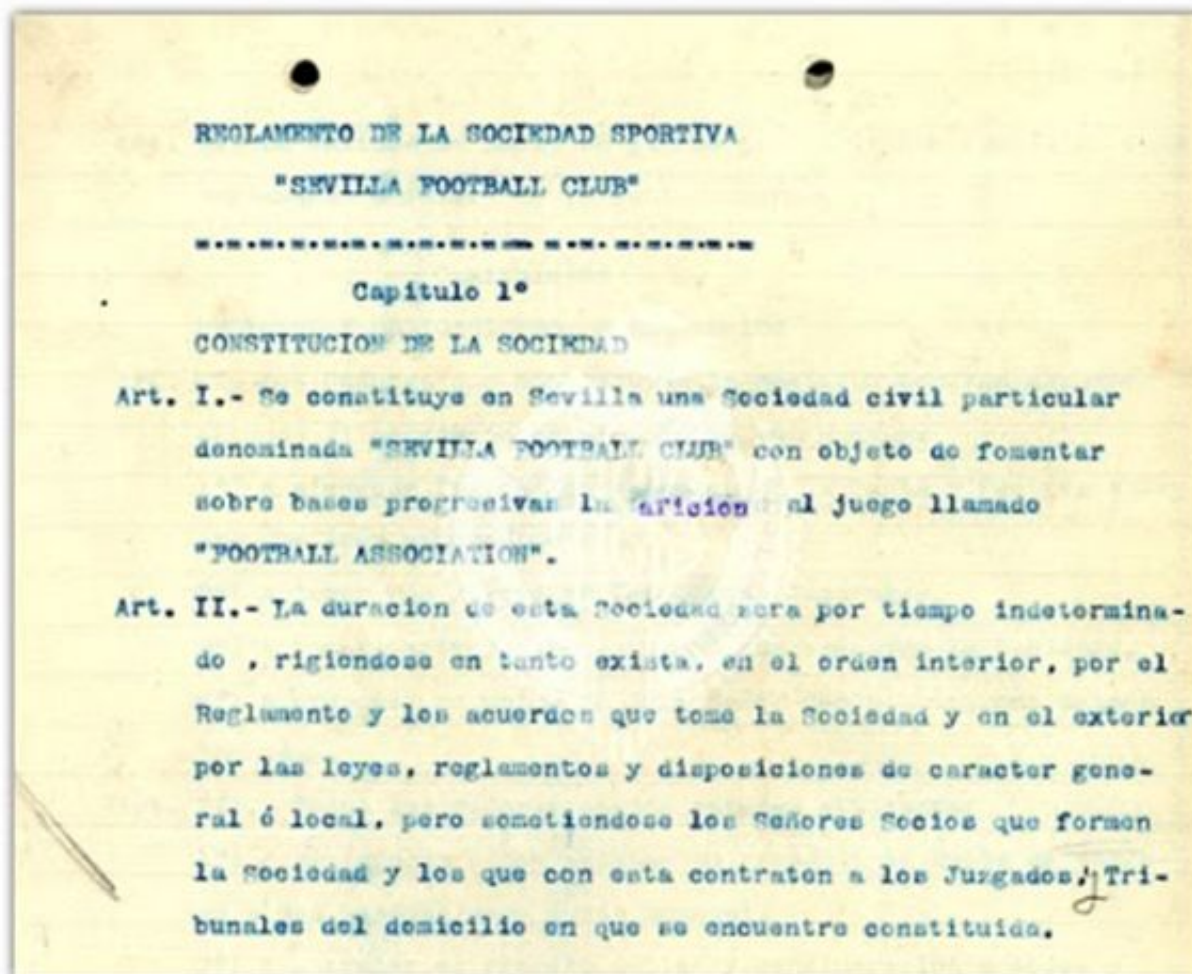 REGLAMENTO DE LA SOCIEDAD SPORTIVA
"SEVILLA FOOTBALL CLUB"
Capitulo 1º
CONSTITUCION DE LA SOCIEDAD
Art. I.- Se constituye en Sevilla una Sociedad civil particular
denominada "SEVILLA FOOTBALL CLUB" con objeto de fomentar
sobre bases progresivas la aficion al juego llamado
"FOOTBALL ASSOCIATION".
Art. II.- La duracion de esta Sociedad sera por tiempo indetermina-
do , rigiendose en tanto exista, en el orden interior, por el
Reglamento y los acuerdos que tome la Sociedad y en el exterior
por las leyes, reglamentos y disposiciones de caracter gene-
ral ó local, pero sometiendose los Señores Socios que formen
la Sociedad y los que con esta contraten a los Juzgados, y Tri-
bunales del domicilio en que se encuentre constituida.